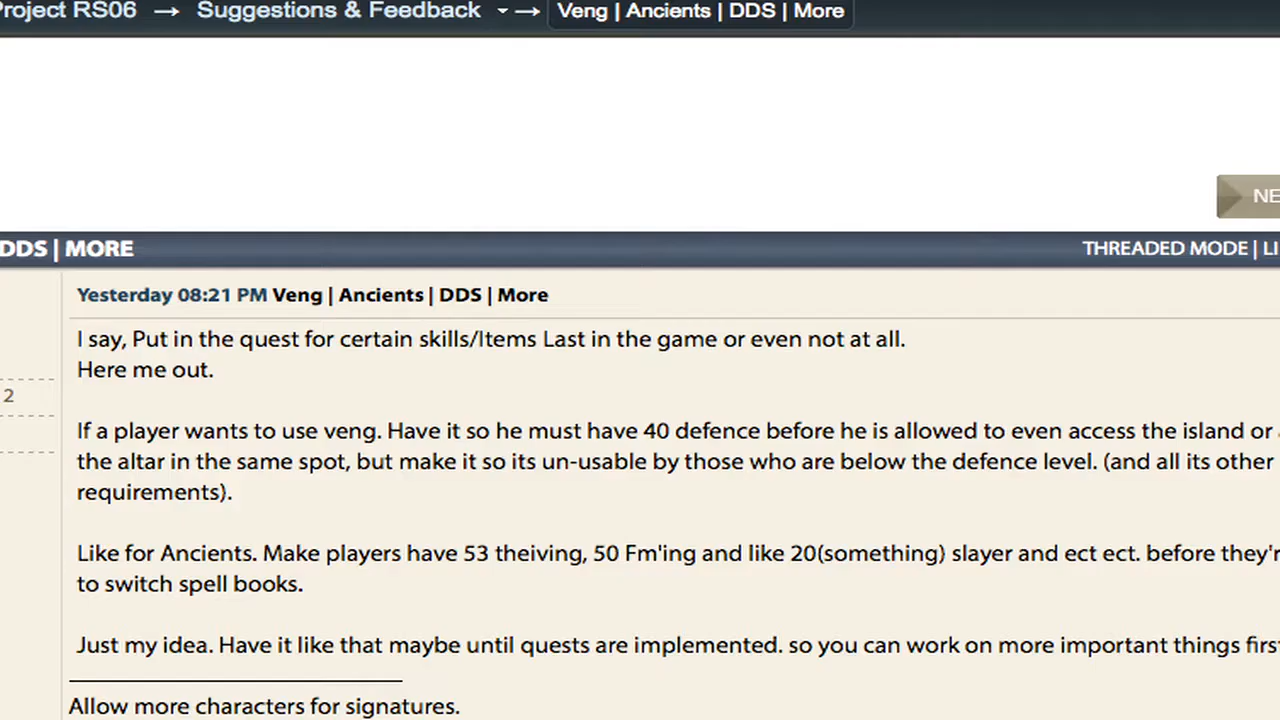 Project RS06 → Suggestions & Feedback → Veng | Ancients | DDS | More
DDS | MORE
THREADED MODE |
Yesterday 08:21 PM Veng | Ancients | DDS | More
I say, Put in the quest for certain skills/Items Last in the game or even not at all.
Here me out.
2
If a player wants to use veng. Have it so he must have 40 defence before he is allowed to even access the island or
the altar in the same spot, but make it so its un-usable by those who are below the defence level. (and all its other
requirements).
Like for Ancients. Make players have 53 theiving, 50 Fm'ing and like 20(something) slayer and ect ect. before
to switch spell books.
Just my idea. Have it like that maybe until quests are implemented. so you can work on more important things
Allow more characters for signatures.